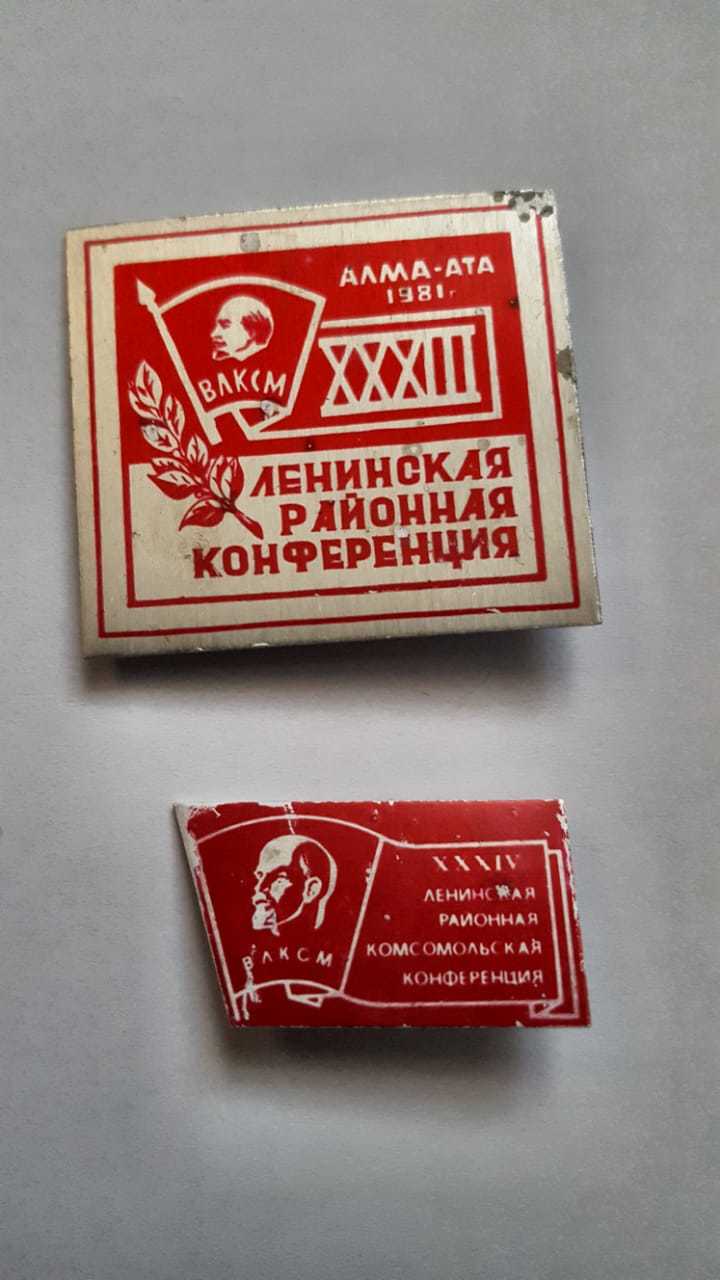 АЛМА-АТА
1981г
ВЛКСМ
XXXIII
ЛЕНИНСКАЯ
РАЙОННАЯ
КОНФЕРЕНЦИЯ
ВЛКСМ
XXXIV
ЛЕНИНСКАЯ
РАЙОННАЯ
КОМСОМОЛЬСКАЯ
КОНФЕРЕНЦИЯ